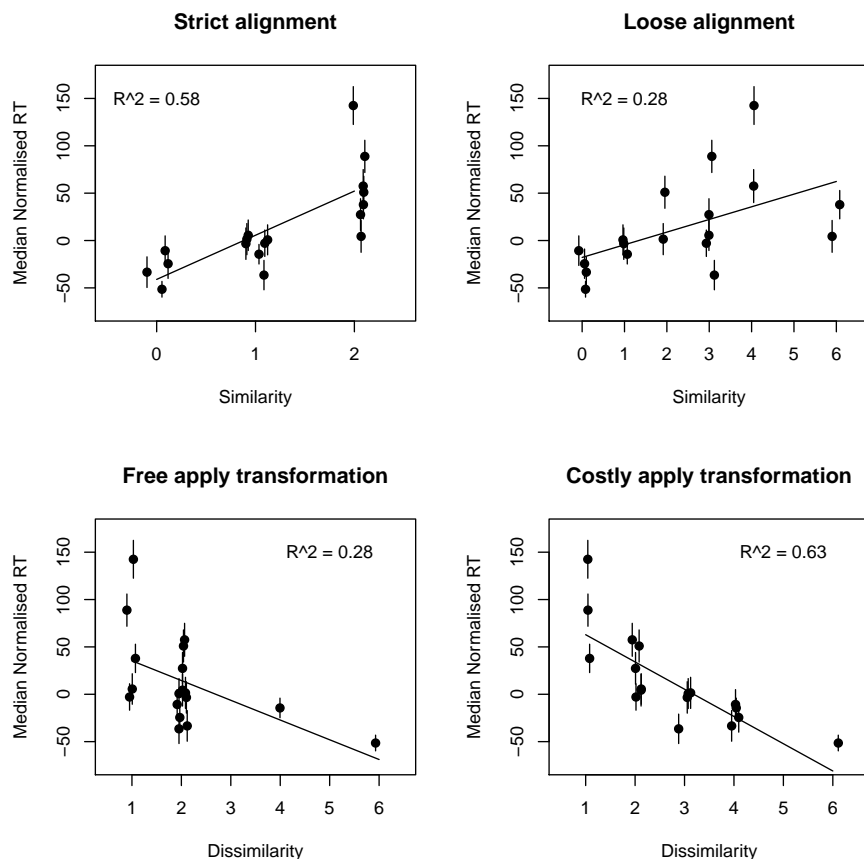 Strict alignment
R^2 = 0.58
Median Normalised RT
150
100
50
0
−50
0 1 2
Similarity
Loose alignment
R^2 = 0.28
Median Normalised RT
150
100
50
0
−50
0 1 2 3 4 5 6
Similarity
Free apply transformation
R^2 = 0.28
Median Normalised RT
150
100
50
0
−50
1 2 3 4 5 6
Dissimilarity
Costly apply transformation
R^2 = 0.63
Median Normalised RT
150
100
50
0
−50
1 2 3 4 5 6
Dissimilarity